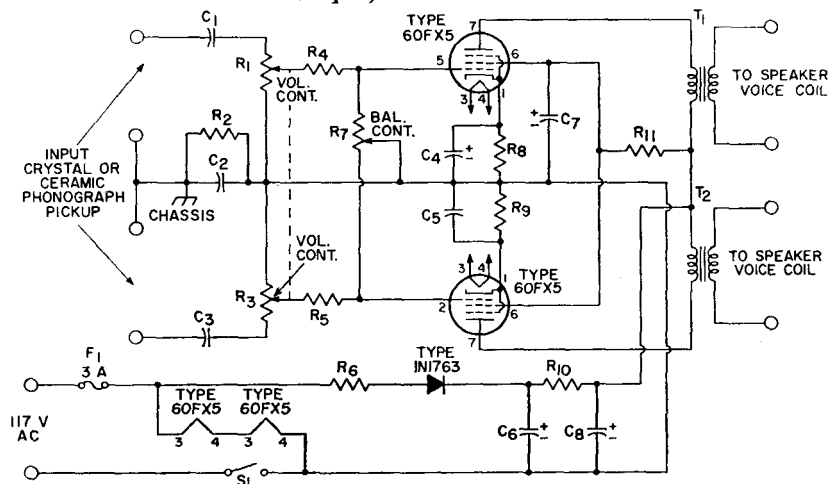 TYPE
60FX5
T1
C1
7
R1
R4
5
6
TO SPEAKER
VOICE COIL
VOL.
CONT.
3
4
1
R2
BAL.
CONT.
R7
+
-
C7
R11
C4
+
-
R8
INPUT
CRYSTAL OR
CERAMIC
PHONOGRAPH
PICKUP
C2
CHASSIS
T2
C5
R9
VOL.
CONT.
3
4
1
TYPE
60FX5
TO SPEAKER
VOICE COIL
R3
R5
2
6
7
C3
F1
3 A
R6
TYPE
1N1763
R10
TYPE
60FX5
TYPE
60FX5
117 V
AC
3
4
3
4
C6
+
-
C8
+
-
S1